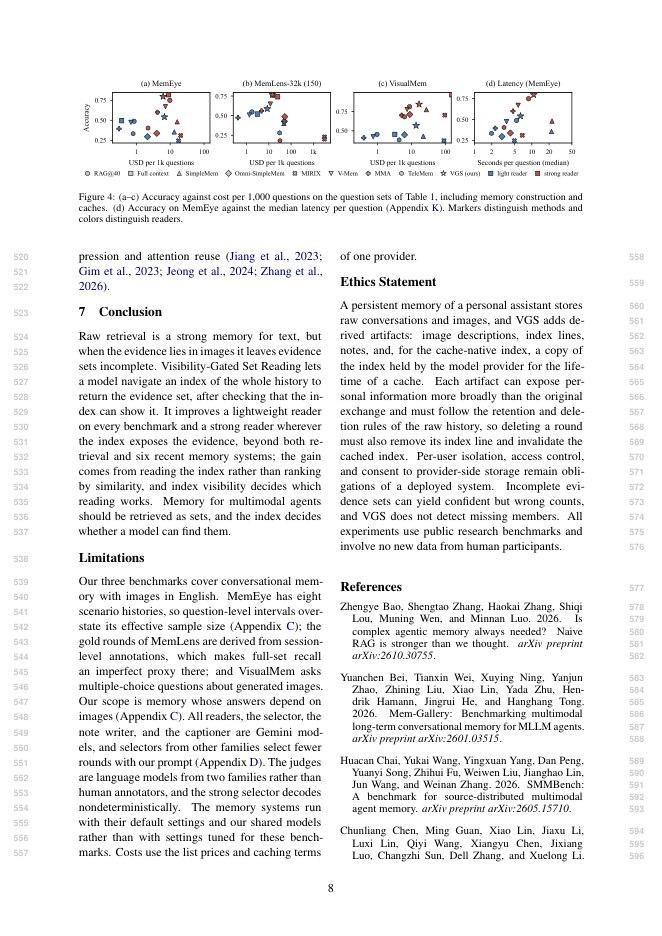 (a) MemEye
(b) MemLens-32k (150)
(c) VisualMem
(d) Latency (MemEye)
Accuracy
0.75
0.50
0.25
1
10
100
USD per 1k questions
0.75
0.50
0.25
1
10
100
1k
USD per 1k questions
0.75
0.50
1
10
100
USD per 1k questions
0.75
0.50
0.25
1
2
5
10
20
50
Seconds per question (median)
RAG@40 Full context SimpleMem Omni-SimpleMem MIRIX V-Mem MMA TeleMem VGS (ours) light reader strong reader
Figure 4: (a–c) Accuracy against cost per 1,000 questions on the question sets of Table 1, including memory construction and
caches. (d) Accuracy on MemEye against the median latency per question (Appendix K). Markers distinguish methods and
colors distinguish readers.
520 pression and attention reuse (Jiang et al., 2023;
521 Gim et al., 2023; Jeong et al., 2024; Zhang et al.,
522 2026).
523 7 Conclusion
524 Raw retrieval is a strong memory for text, but
525 when the evidence lies in images it leaves evidence
526 sets incomplete. Visibility-Gated Set Reading lets
527 a model navigate an index of the whole history to
528 return the evidence set, after checking that the in-
529 dex can show it. It improves a lightweight reader
530 on every benchmark and a strong reader wherever
531 the index exposes the evidence, beyond both re-
532 trieval and six recent memory systems; the gain
533 comes from reading the index rather than ranking
534 by similarity, and index visibility decides which
535 reading works. Memory for multimodal agents
536 should be retrieved as sets, and the index decides
537 whether a model can find them.
538 Limitations
539 Our three benchmarks cover conversational mem-
540 ory with images in English. MemEye has eight
541 scenario histories, so question-level intervals over-
542 state its effective sample size (Appendix C); the
543 gold rounds of MemLens are derived from session-
544 level annotations, which makes full-set recall
545 an imperfect proxy there; and VisualMem asks
546 multiple-choice questions about generated images.
547 Our scope is memory whose answers depend on
548 images (Appendix C). All readers, the selector, the
549 note writer, and the captioner are Gemini mod-
550 els, and selectors from other families select fewer
551 rounds with our prompt (Appendix D). The judges
552 are language models from two families rather than
553 human annotators, and the strong selector decodes
554 nondeterministically. The memory systems run
555 with their default settings and our shared models
556 rather than with settings tuned for these bench-
557 marks. Costs use the list prices and caching terms
558 of one provider.
559 Ethics Statement
560 A persistent memory of a personal assistant stores
561 raw conversations and images, and VGS adds de-
562 rived artifacts: image descriptions, index lines,
563 notes, and, for the cache-native index, a copy of
564 the index held by the model provider for the life-
565 time of a cache. Each artifact can expose per-
566 sonal information more broadly than the original
567 exchange and must follow the retention and dele-
568 tion rules of the raw history, so deleting a round
569 must also remove its index line and invalidate the
570 cached index. Per-user isolation, access control,
571 and consent to provider-side storage remain obli-
572 gations of a deployed system. Incomplete evi-
573 dence sets can yield confident but wrong counts,
574 and VGS does not detect missing members. All
575 experiments use public research benchmarks and
576 involve no new data from human participants.
577 References
578 Zhengye Bao, Shengtao Zhang, Haokai Zhang, Shiqi
579 Lou, Muning Wen, and Minnan Luo. 2026. Is
580 complex agentic memory always needed? Naive
581 RAG is stronger than we thought. arXiv preprint
582 arXiv:2610.30755.
583 Yuanchen Bei, Tianxin Wei, Xuying Ning, Yanjun
584 Zhao, Zhining Liu, Xiao Lin, Yada Zhu, Hen-
585 drik Hamann, Jingrui He, and Hanghang Tong.
586 2026. Mem-Gallery: Benchmarking multimodal
587 long-term conversational memory for MLLM agents.
588 arXiv preprint arXiv:2601.03515.
589 Huacan Chai, Yukai Wang, Yingxuan Yang, Dan Peng,
590 Yuanyi Song, Zhihui Fu, Weiwen Liu, Jianghao Lin,
591 Jun Wang, and Weinan Zhang. 2026. SMMBench:
592 A benchmark for source-distributed multimodal
593 agent memory. arXiv preprint arXiv:2605.15710.
594 Chunliang Chen, Ming Guan, Xiao Lin, Jiaxu Li,
595 Luxi Lin, Qiyi Wang, Xiangyu Chen, Jixiang
596 Luo, Changzhi Sun, Dell Zhang, and Xuelong Li.
8